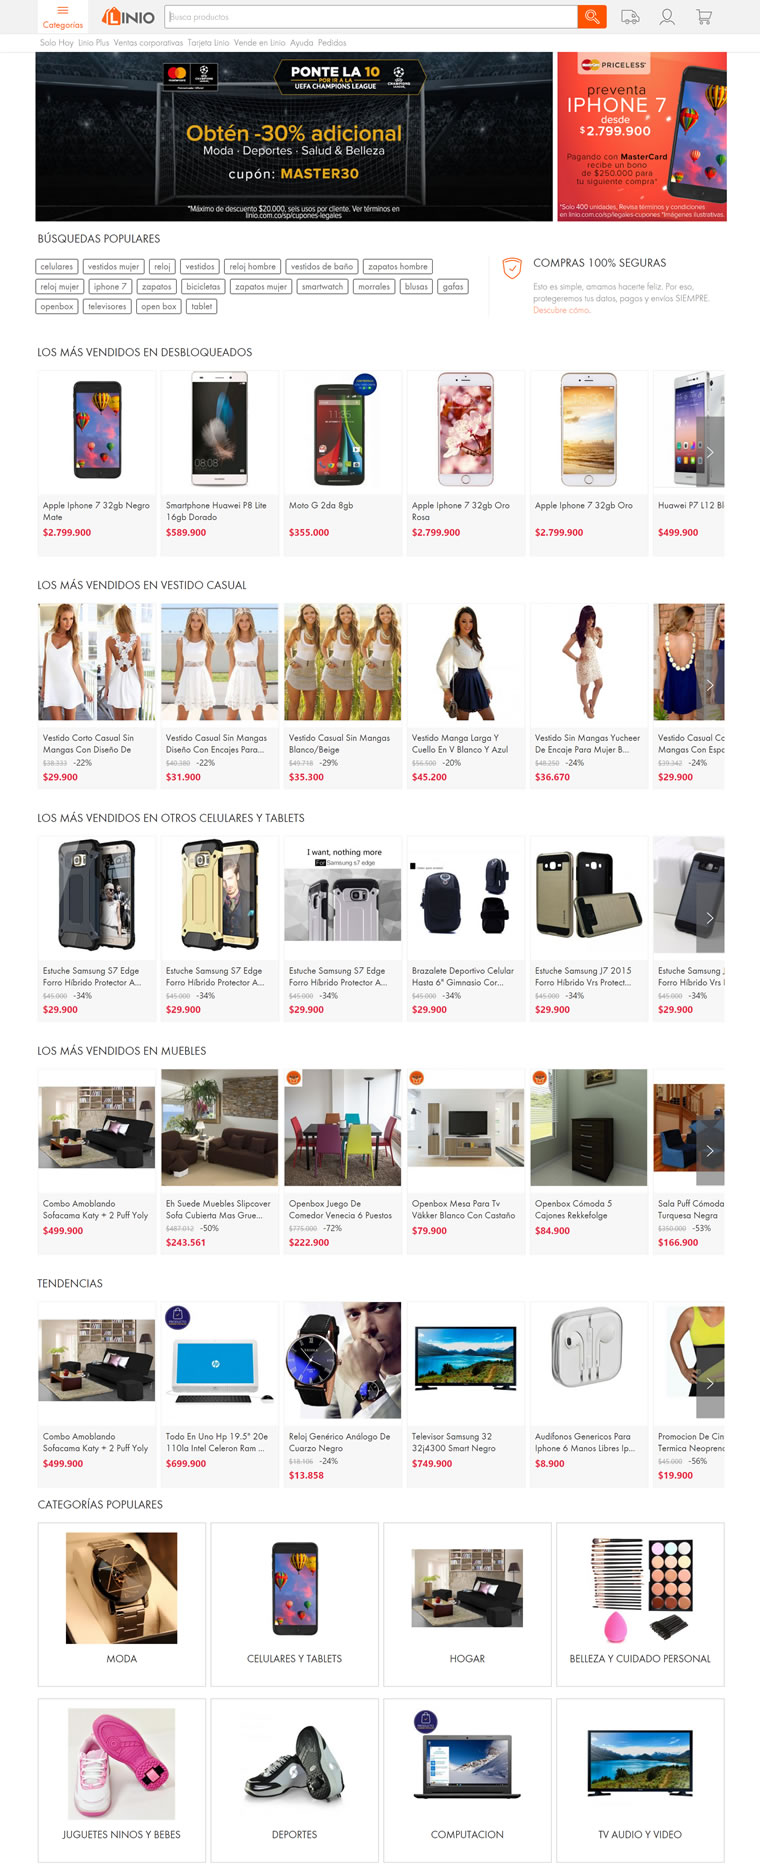 Categorías
LINIO
Busca productos
Solo Hoy Linio Plus Ventas corporativas Tarjeta Linio Vende en Linio Ayuda Pedidos
MasterCard
PONTE LA 10
POR IR A LA
UEFA CHAMPIONS LEAGUE
CHAMPIONS
LEAGUE
Obtén -30% adicional
Moda · Deportes · Salud & Belleza
cupón: MASTER30
*Máximo de descuento $20.000, seis usos por cliente. Ver términos en
linio.com.co/sp/cupones-legales
MasterCard PRICELESS
preventa
IPHONE 7
desde
$2.799.900
Pagando con MasterCard
recibe un bono
de $250.000 para
tu siguiente compra*
*Solo 400 unidades, Revisa términos y condiciones
en linio.com.co/sp/legales-cupones *Imágenes ilustrativas.
BÚSQUEDAS POPULARES
celulares vestidos mujer reloj vestidos reloj hombre vestidos de baño zapatos hombre
reloj mujer iphone 7 zapatos bicicletas zapatos mujer smartwatch morrales blusas gafas
openbox televisores open box tablet
COMPRAS 100% SEGURAS
Esto es simple, amamos hacerte feliz. Por eso,
protegeremos tus datos, pagos y envíos SIEMPRE.
Descubre cómo.
LOS MÁS VENDIDOS EN DESBLOQUEADOS
08:08
Apple Iphone 7 32gb Negro
Mate
$2.799.900
Smartphone Huawei P8 Lite
16gb Dorado
$589.900
Moto G 2da 8gb
$355.000
Apple Iphone 7 32gb Oro
Rosa
$2.799.900
Apple Iphone 7 32gb Oro
$2.799.900
Huawei P7 L12 Bl
$499.900
LOS MÁS VENDIDOS EN VESTIDO CASUAL
Vestido Corto Casual Sin
Mangas Con Diseño De
$38.333 -22%
$29.900
Vestido Casual Sin Mangas
Diseño Con Encajes Para...
$40.380 -22%
$31.900
Vestido Casual Sin Mangas
Blanco/Beige
$49.718 -29%
$35.300
Vestido Manga Larga Y
Cuello En V Blanco Y Azul
$56.500 -20%
$45.200
Vestido Sin Mangas Yucheer
De Encaje Para Mujer B...
$48.250 -24%
$36.670
Vestido Casual Co
Mangas Con Espa
$39.342 -24%
$29.900
LOS MÁS VENDIDOS EN OTROS CELULARES Y TABLETS
I want, nothing more
For Samsung s7 edge
Estuche Samsung S7 Edge
Forro Híbrido Protector A...
$45.000 -34%
$29.900
Estuche Samsung S7 Edge
Forro Híbrido Protector A...
$45.000 -34%
$29.900
Estuche Samsung S7 Edge
Forro Híbrido Protector A...
$45.000 -34%
$29.900
Brazalete Deportivo Celular
Hasta 6" Gimnasio Cor...
$45.000 -34%
$29.900
Estuche Samsung J7 2015
Forro Híbrido Vrs Protect...
$45.000 -34%
$29.900
Estuche Samsung J
Forro Híbrido Vrs I
$45.000 -34%
$29.900
LOS MÁS VENDIDOS EN MUEBLES
Combo Amoblando
Sofacama Katy + 2 Puff Yoly
$499.900
Eh Suede Muebles Slipcover
Sofa Cubierta Mas Grue...
$487.012 -50%
$243.561
Openbox Juego De
Comedor Venecia 6 Puestos
$775.000 -72%
$222.900
Openbox Mesa Para Tv
Väkker Blanco Con Castaño
$79.900
Openbox Cómoda 5
Cajones Rekkefolge
$84.900
Sala Puff Cómoda
Turquesa Negra
$350.000 -53%
$166.900
TENDENCIAS
hp
Combo Amoblando
Sofacama Katy + 2 Puff Yoly
$499.900
Todo En Uno Hp 19.5" 20e
110la Intel Celeron Ram ...
$699.900
Reloj Genérico Análogo De
Cuarzo Negro
$18.106 -24%
$13.858
Televisor Samsung 32
32j4300 Smart Negro
$749.900
Audífonos Genericos Para
Iphone 6 Manos Libres Ip...
$8.900
Promocion De Cin
Termica Neopreno
$45.000 -56%
$19.900
CATEGORÍAS POPULARES
MODA
CELULARES Y TABLETS
HOGAR
BELLEZA Y CUIDADO PERSONAL
JUGUETES NINOS Y BEBES
DEPORTES
COMPUTACION
TV AUDIO Y VIDEO